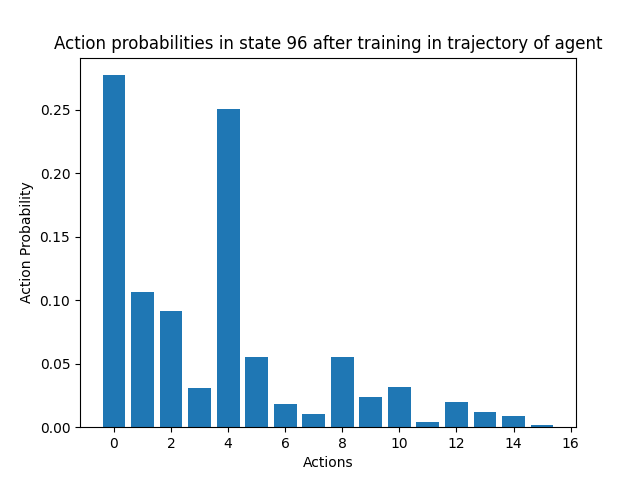 Action probabilities in state 96 after training in trajectory of agent
0.25
0.20
0.15
0.10
0.05
0.00
Action Probability
0 2 4 6 8 10 12 14 16
Actions